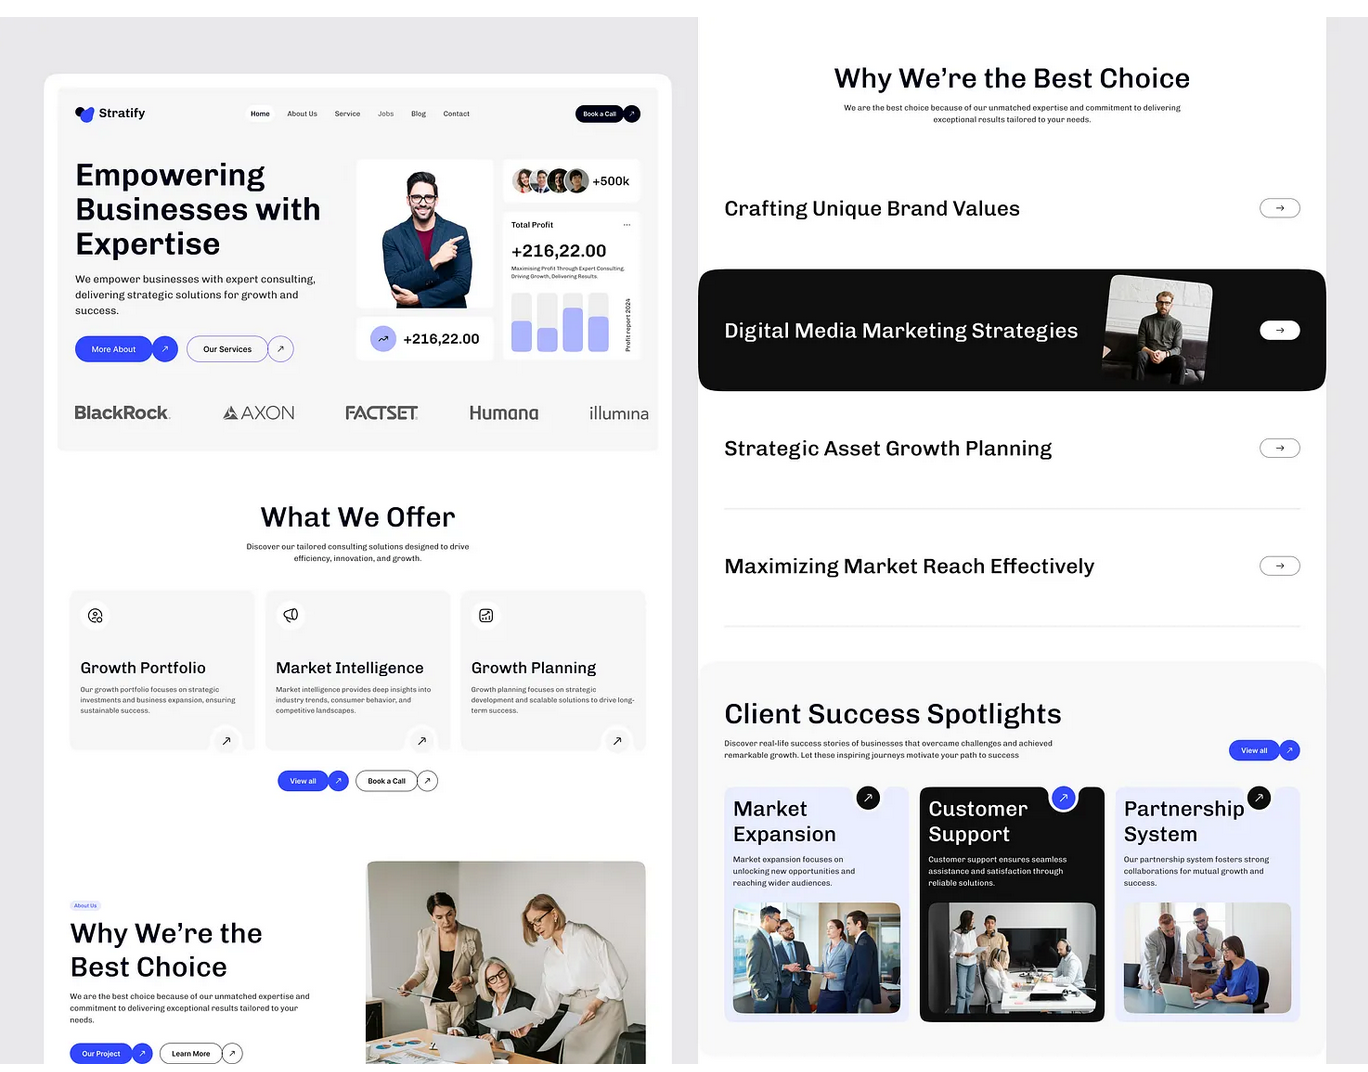 Stratify
Home
About Us
Service
Jobs
Blog
Contact
Book a Call
Empowering
Businesses with
Expertise
We empower businesses with expert consulting,
delivering strategic solutions for growth and
success.
More About
Our Services
+500k
Total Profit
+216,22.00
Maximising Profit Through Expert Consulting.
Driving Growth, Delivering Results.
Profit report 2024
+216,22.00
BlackRock.
AXON
FACTSET
Humana
illumina
What We Offer
Discover our tailored consulting solutions designed to drive
efficiency, innovation, and growth.
Growth Portfolio
Our growth portfolio focuses on strategic
investments and business expansion, ensuring
sustainable success.
Market Intelligence
Market intelligence provides deep insights into
industry trends, consumer behavior, and
competitive landscapes.
Growth Planning
Growth planning focuses on strategic
development and scalable solutions to drive long-
term success.
View all
Book a Call
About Us
Why We're the
Best Choice
We are the best choice because of our unmatched expertise and
commitment to delivering exceptional results tailored to your
needs.
Our Project
Learn More
Why We’re the Best Choice
We are the best choice because of our unmatched expertise and commitment to delivering
exceptional results tailored to your needs.
Crafting Unique Brand Values
Digital Media Marketing Strategies
Strategic Asset Growth Planning
Maximizing Market Reach Effectively
Client Success Spotlights
Discover real-life success stories of businesses that overcame challenges and achieved
remarkable growth. Let these inspiring journeys motivate your path to success
View all
Market
Expansion
Market expansion focuses on
unlocking new opportunities and
reaching wider audiences.
Customer
Support
Customer support ensures seamless
assistance and satisfaction through
reliable solutions.
Partnership
System
Our partnership system fosters strong
collaborations for mutual growth and
success.